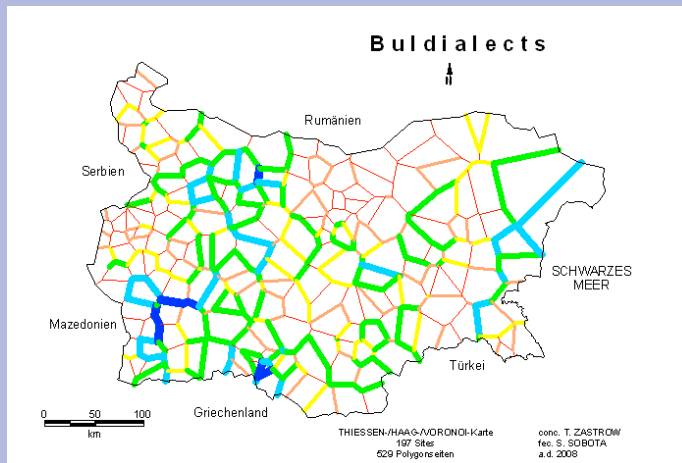 Buldialects
N
Rumänien
Serbien
SCHWARZES
MEER
Mazedonien
Türkei
Griechenland
0 50 100
km
THIESSEN-/HAAG-/VORONOI-Karte
197 Sites
529 Polygonseiten
conc. T. ZASTROW
fec. S. SOBOTA
a.d. 2008